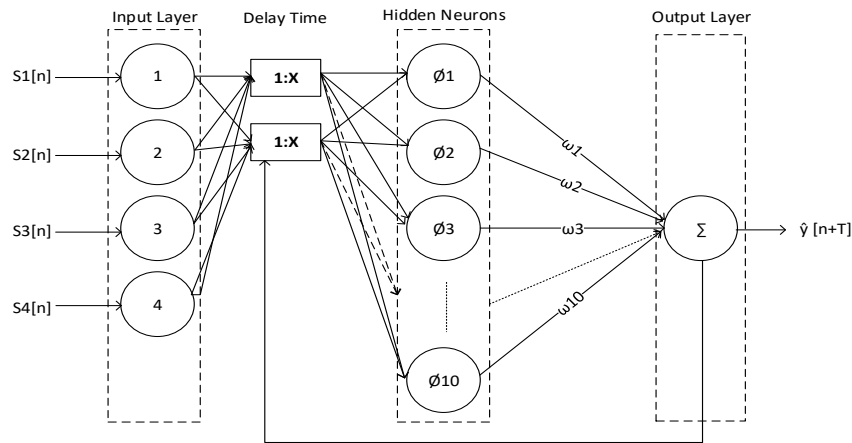 Input Layer
Delay Time
Hidden Neurons
Output Layer
S1[n]
1
1:X
Ø1
ω1
S2[n]
2
1:X
Ø2
ω2
S3[n]
3
Ø3
ω3
Σ
ŷ [n+T]
S4[n]
4
ω10
Ø10